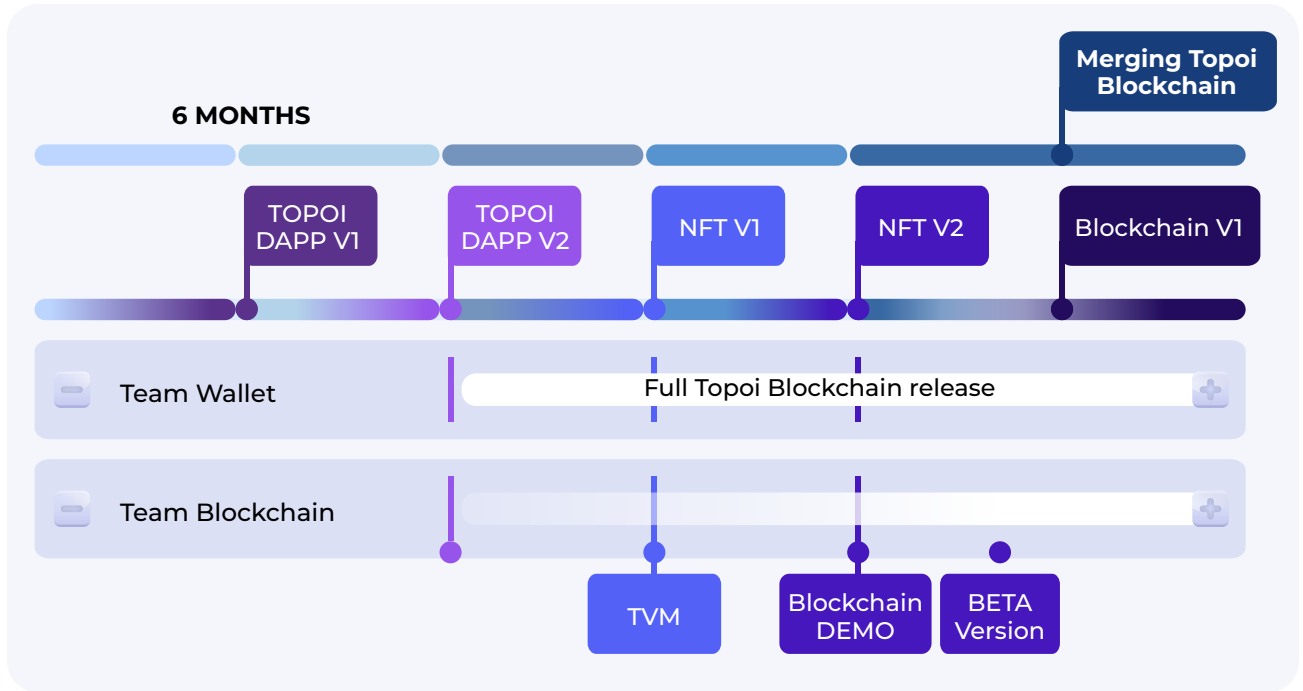 Merging Topoi
Blockchain
6 MONTHS
TOPOI
DAPP V1
TOPOI
DAPP V2
NFT V1
NFT V2
Blockchain V1
Team Wallet
Full Topoi Blockchain release
Team Blockchain
TVM
Blockchain
DEMO
BETA
Version